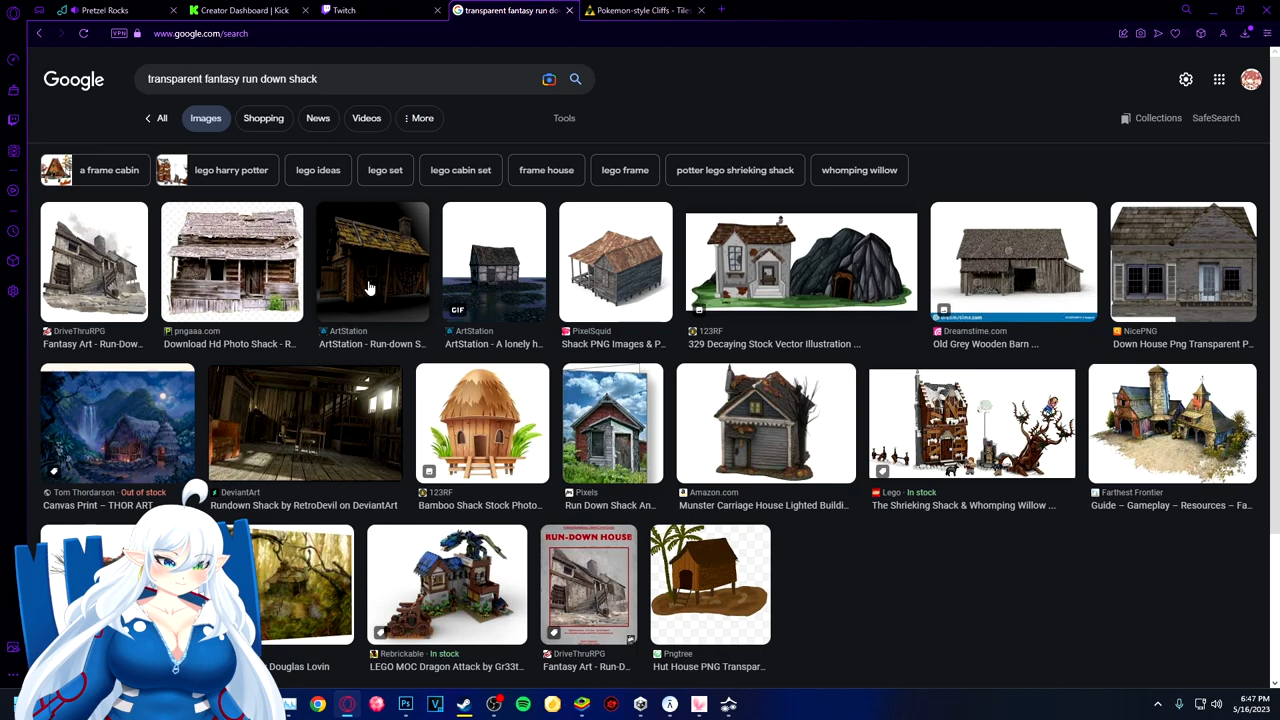 Pretzel Rocks
Creator Dashboard | Kick
Twitch
transparent fantasy run do
Pokemon-style Cliffs - Tiles
VPN
www.google.com/search
Google
transparent fantasy run down shack
All
Images
Shopping
News
Videos
More
Tools
Collections
SafeSearch
a frame cabin
lego harry potter
lego ideas
lego set
lego cabin set
frame house
lego frame
potter lego shrieking shack
whomping willow
GIF
DriveThruRPG
Fantasy Art - Run-Dow...
pngaaa.com
Download Hd Photo Shack - R...
ArtStation
ArtStation - Run-down S...
ArtStation
ArtStation - A lonely h...
PixelSquid
Shack PNG Images & P...
123RF
329 Decaying Stock Vector Illustration ...
Dreamstime.com
Old Grey Wooden Barn ...
NicePNG
Down House Png Transparent P...
Tom Thordarson · Out of stock
Canvas Print – THOR ART
DeviantArt
Rundown Shack by RetroDevil on DeviantArt
123RF
Bamboo Shack Stock Photo...
Pixels
Run Down Shack An...
Amazon.com
Munster Carriage House Lighted Buildi...
Lego · In stock
The Shrieking Shack & Whomping Willow ...
Farthest Frontier
Guide – Gameplay – Resources – Fa...
RUN-DOWN HOUSE
Douglas Lovin
Rebrickable · In stock
LEGO MOC Dragon Attack by Gr33t...
DriveThruRPG
Fantasy Art - Run-D...
Pngtree
Hut House PNG Transpar...
6:47 PM
5/16/2023